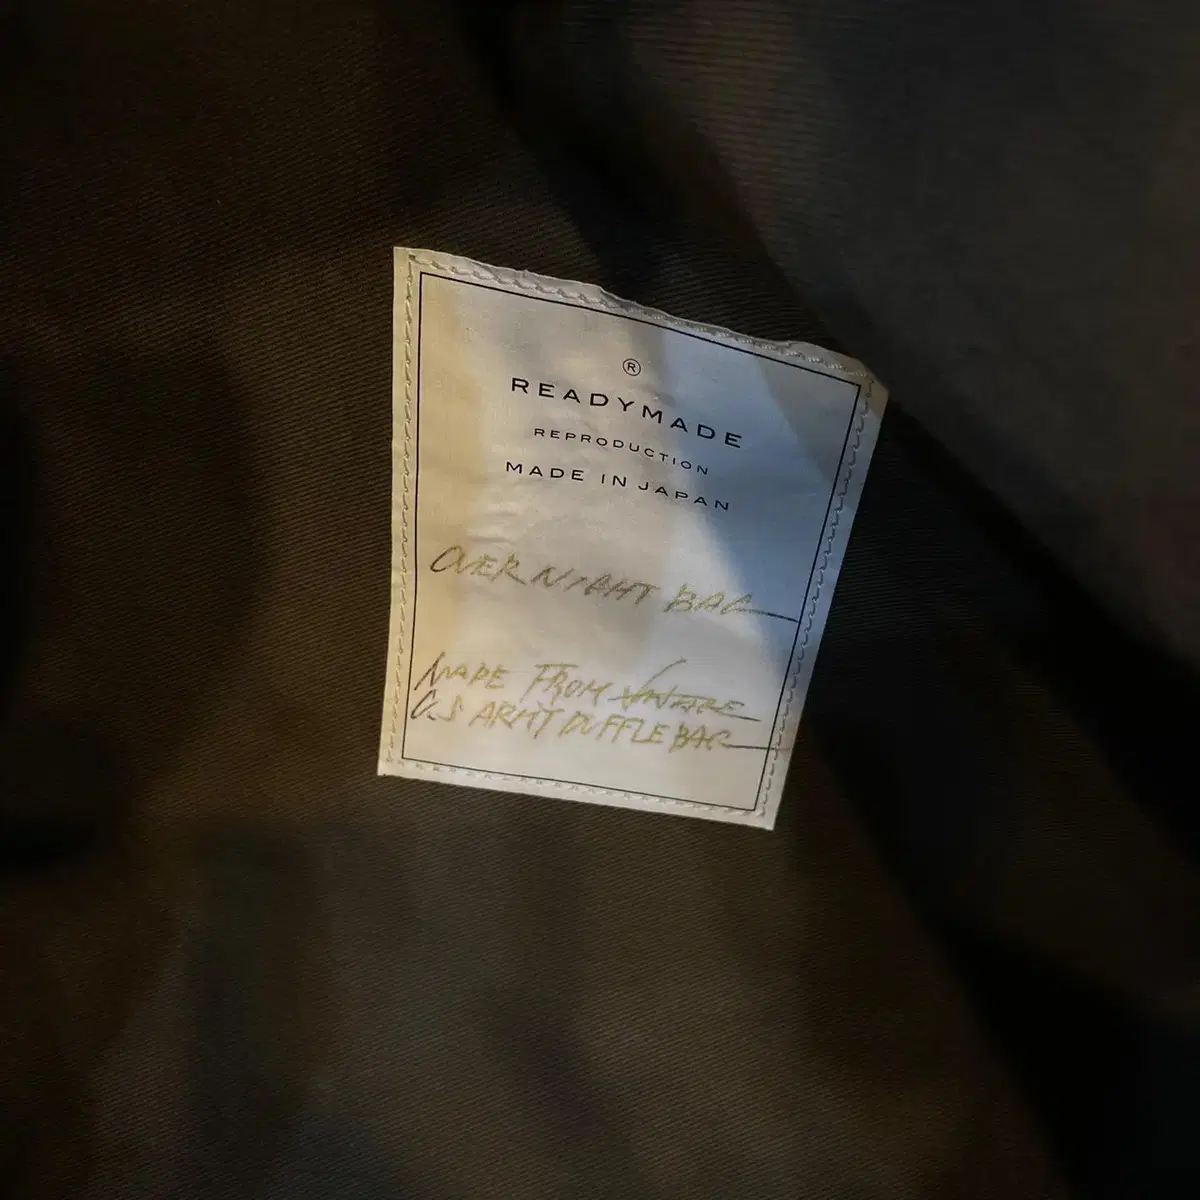 ®
READYMADE
REPRODUCTION
MADE IN JAPAN
OVER NIGHT BAG
MADE FROM VINTAGE
U.S ARMY DUFFLE BAG